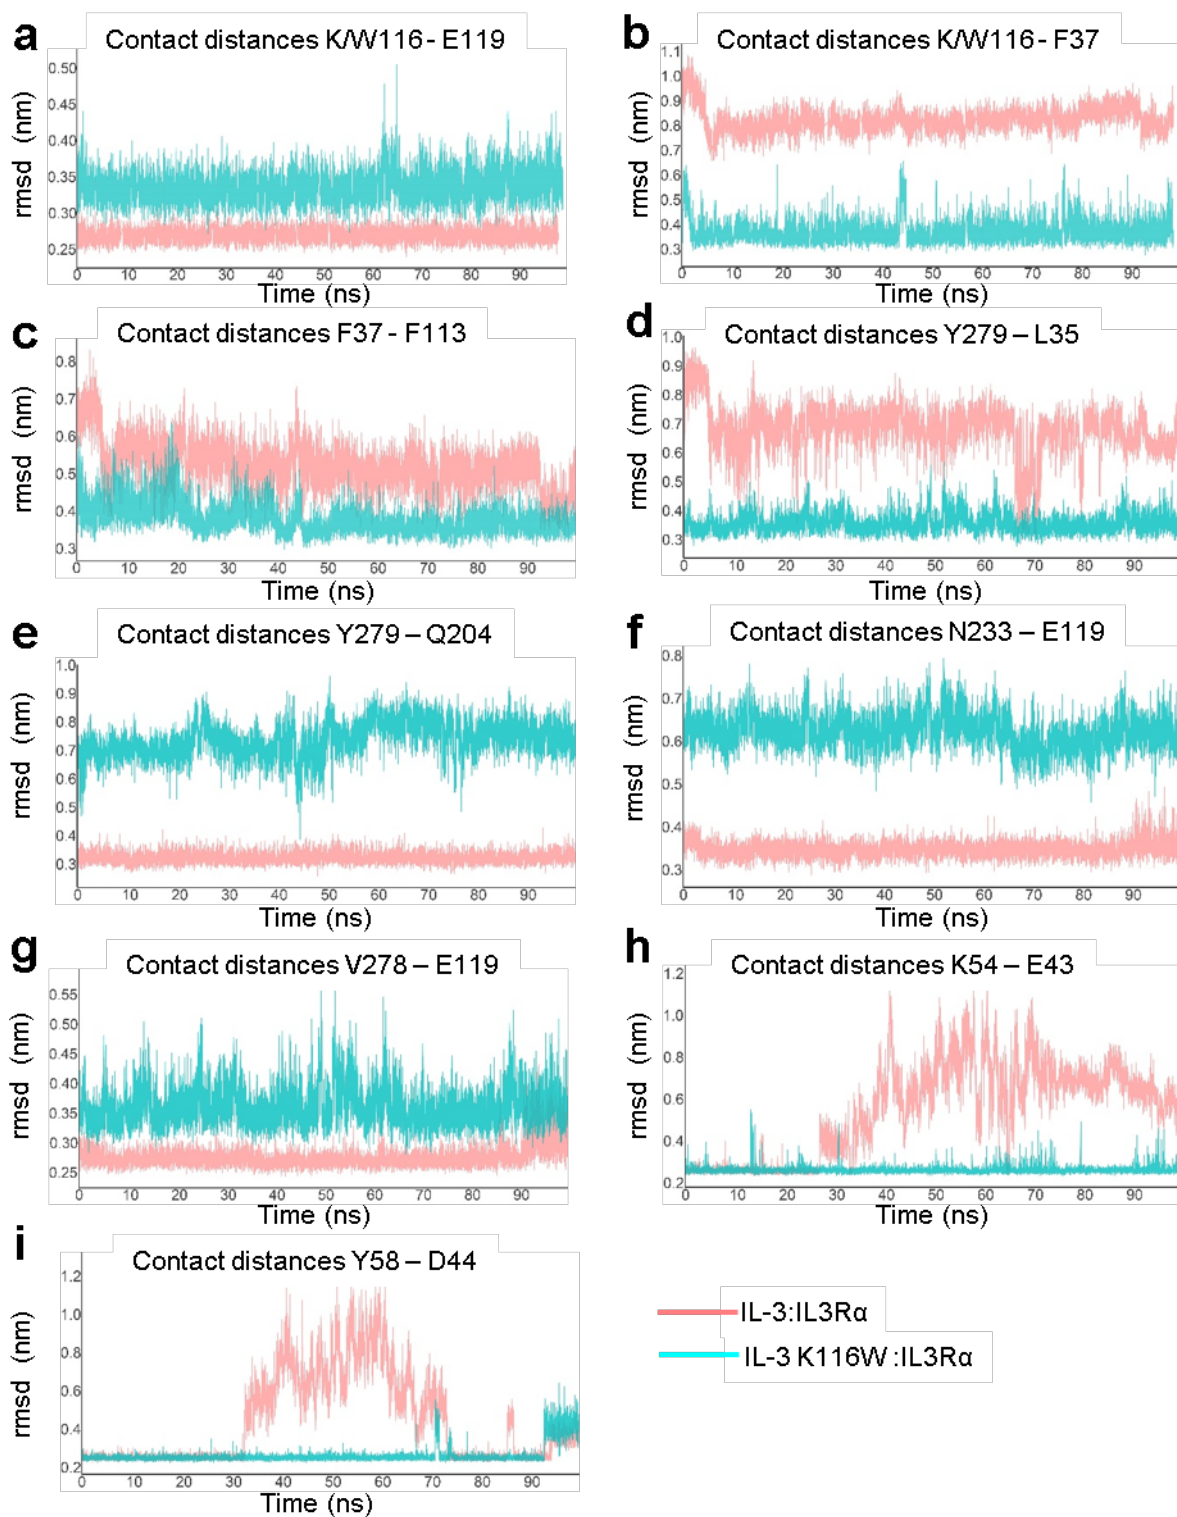 a
Contact distances K/W116 - E119
rmsd (nm)
0.50
0.45
0.40
0.35
0.30
0.25
0 10 20 30 40 50 60 70 80 90
Time (ns)
b
Contact distances K/W116 - F37
rmsd (nm)
1.1
1.0
0.9
0.8
0.7
0.6
0.5
0.4
0.3
0 10 20 30 40 50 60 70 80 90
Time (ns)
c
Contact distances F37 - F113
rmsd (nm)
0.8
0.7
0.6
0.5
0.4
0.3
0 10 20 30 40 50 60 70 80 90
Time (ns)
d
Contact distances Y279 – L35
rmsd (nm)
1.0
0.9
0.8
0.7
0.6
0.5
0.4
0.3
0 10 20 30 40 50 60 70 80 90
Time (ns)
e
Contact distances Y279 – Q204
rmsd (nm)
1.0
0.9
0.8
0.7
0.6
0.5
0.4
0.3
0 10 20 30 40 50 60 70 80 90
Time (ns)
f
Contact distances N233 – E119
rmsd (nm)
0.8
0.7
0.6
0.5
0.4
0.3
0 10 20 30 40 50 60 70 80 90
Time (ns)
g
Contact distances V278 – E119
rmsd (nm)
0.55
0.50
0.45
0.40
0.35
0.30
0.25
0 10 20 30 40 50 60 70 80 90
Time (ns)
h
Contact distances K54 – E43
rmsd (nm)
1.2
1.0
0.8
0.6
0.4
0.2
0 10 20 30 40 50 60 70 80 90
Time (ns)
i
Contact distances Y58 – D44
rmsd (nm)
1.2
1.0
0.8
0.6
0.4
0.2
0 10 20 30 40 50 60 70 80 90
Time (ns)
IL-3:IL3Rα
IL-3 K116W :IL3Rα